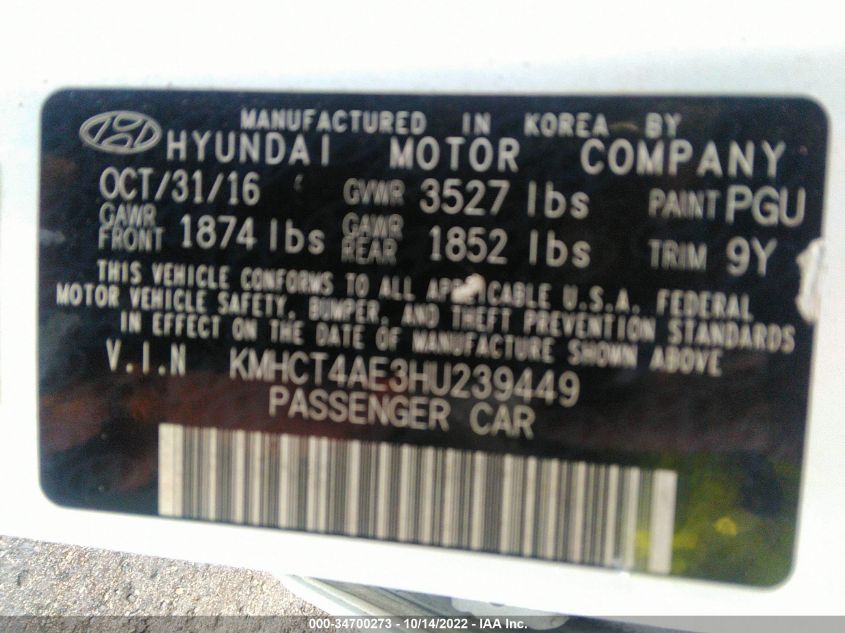 MANUFACTURED IN KOREA BY
HYUNDAI MOTOR COMPANY
OCT/31/16 GVWR 3527 lbs PAINT PGU
GAWR FRONT 1874 lbs GAWR REAR 1852 lbs TRIM 9Y
THIS VEHICLE CONFORMS TO ALL APPLICABLE U.S.A. FEDERAL
MOTOR VEHICLE SAFETY, BUMPER, AND THEFT PREVENTION STANDARDS
IN EFFECT ON THE DATE OF MANUFACTURE SHOWN ABOVE
V.I.N KMHCT4AE3HU239449
PASSENGER CAR
000-34700273 - 10/14/2022 - IAA, Inc.